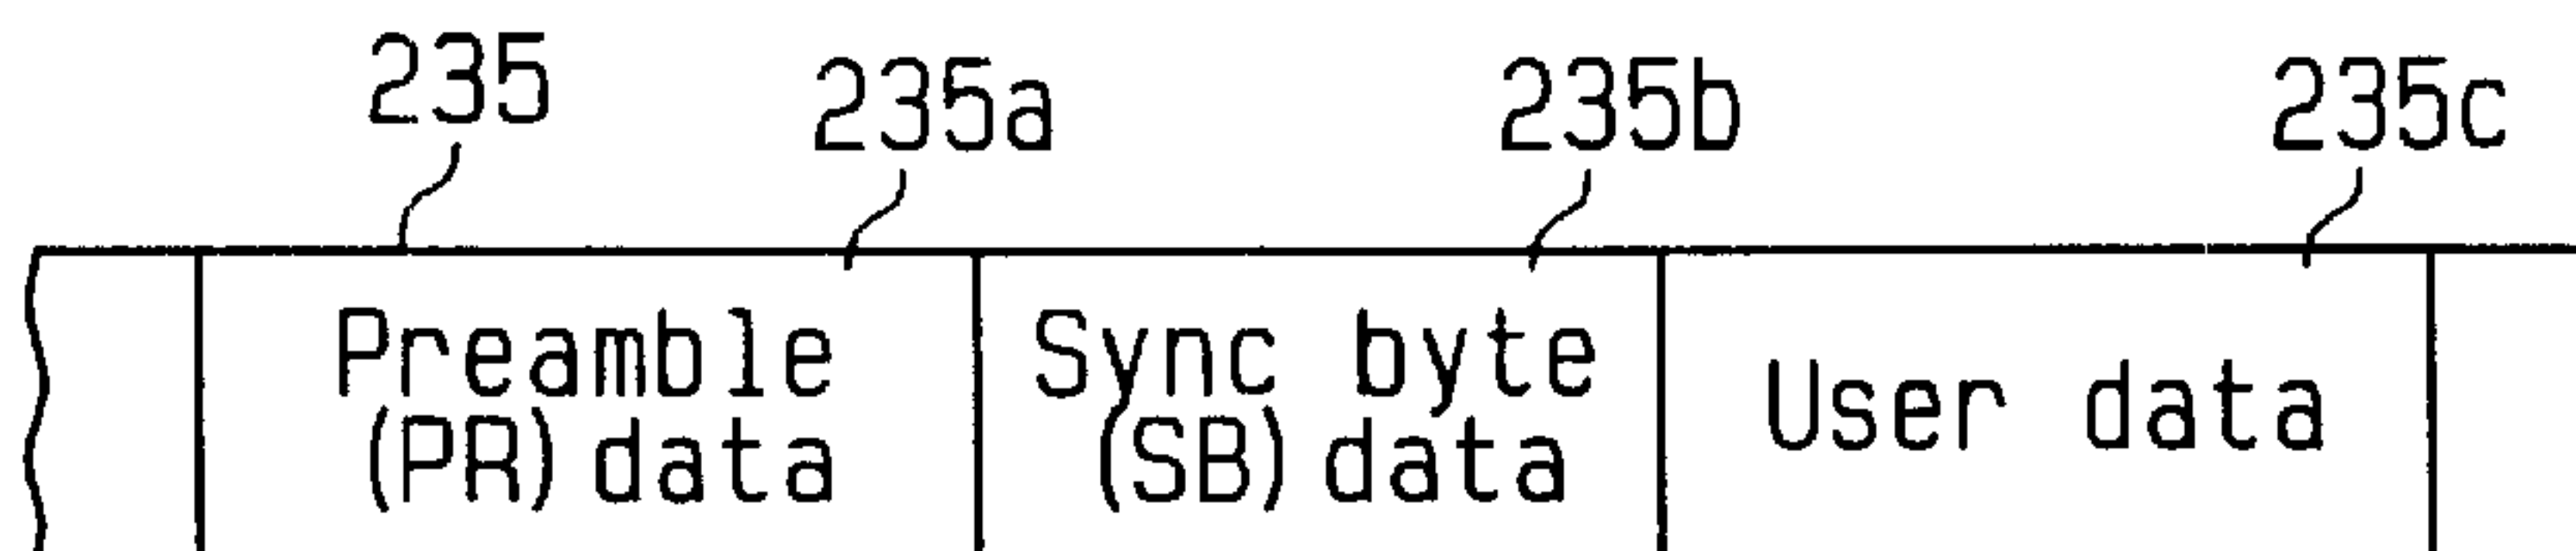 235 235a 235b 235c
Preamble Sync byte User data
(PR) data (SB) data